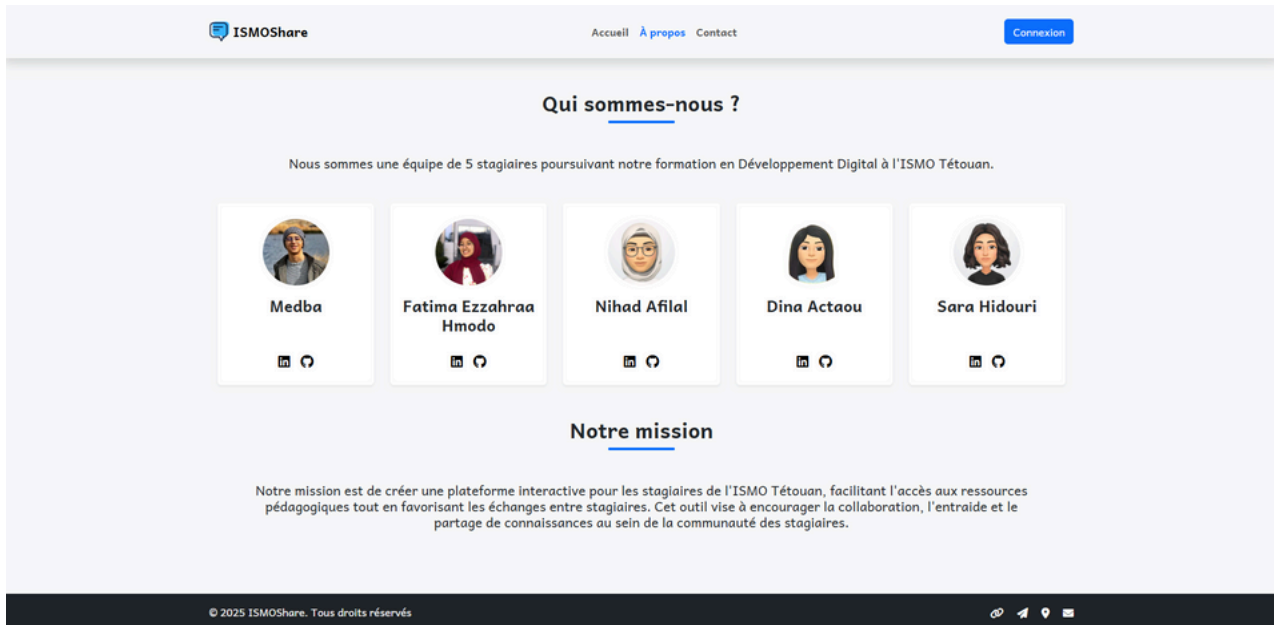 ISMOShare
Accueil À propos Contact
Connexion
Qui sommes-nous ?
Nous sommes une équipe de 5 stagiaires poursuivant notre formation en Développement Digital à l'ISMO Tétouan.
Medba
Fatima Ezzahraa
Hmodo
Nihad Afilal
Dina Actaou
Sara Hidouri
Notre mission
Notre mission est de créer une plateforme interactive pour les stagiaires de l'ISMO Tétouan, facilitant l'accès aux ressources
pédagogiques tout en favorisant les échanges entre stagiaires. Cet outil vise à encourager la collaboration, l'entraide et le
partage de connaissances au sein de la communauté des stagiaires.
© 2025 ISMOShare. Tous droits réservés